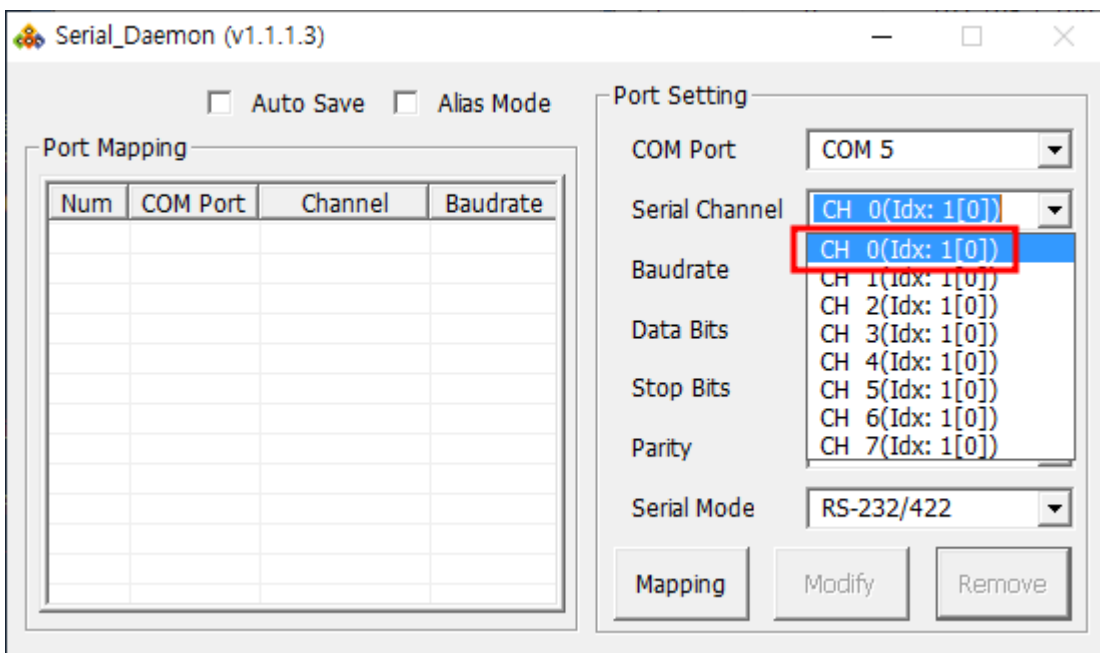 Serial_Daemon (v1.1.1.3)
Auto Save Alias Mode
Port Mapping
Num COM Port Channel Baudrate
Port Setting
COM Port COM 5
Serial Channel CH 0(Idx: 1[0])
CH 0(Idx: 1[0])
CH 1(Idx: 1[0])
CH 2(Idx: 1[0])
CH 3(Idx: 1[0])
CH 4(Idx: 1[0])
CH 5(Idx: 1[0])
CH 6(Idx: 1[0])
CH 7(Idx: 1[0])
Baudrate
Data Bits
Stop Bits
Parity
Serial Mode RS-232/422
Mapping Modify Remove